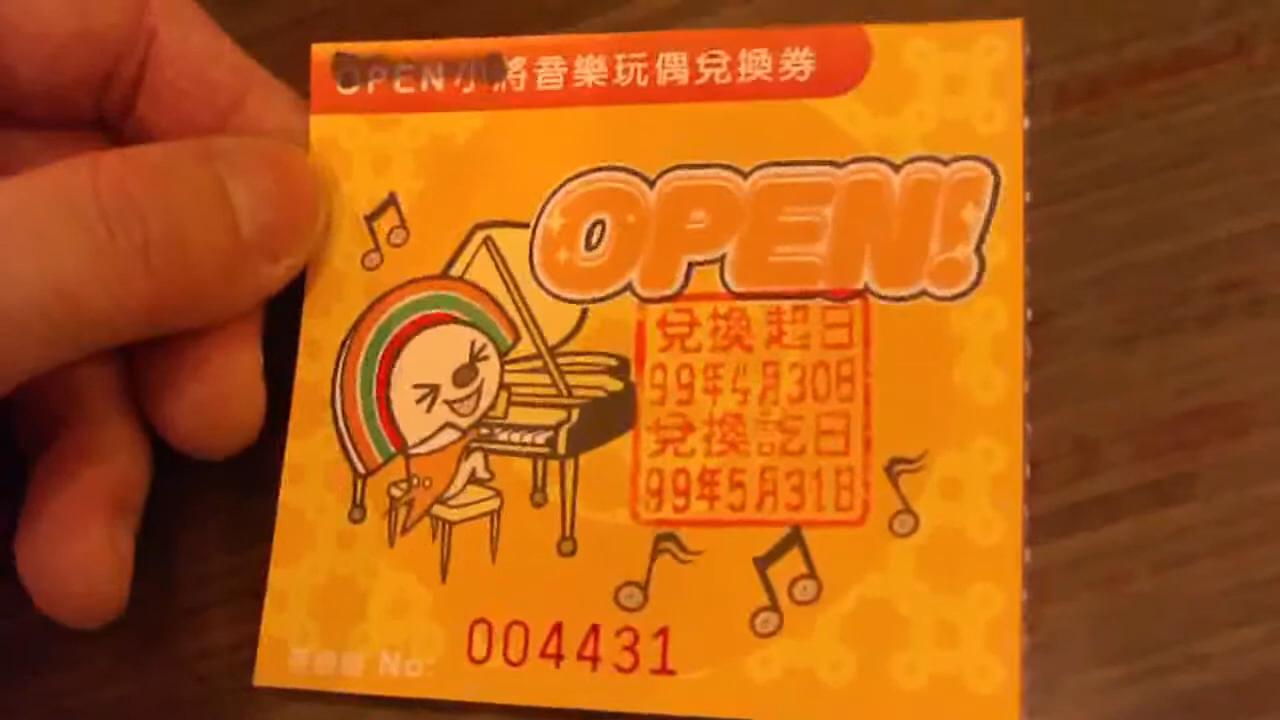 OPEN小將音樂玩偶兌換券
OPEN!
兌換起日
99年4月30日
兌換訖日
99年5月31日
No: 004431